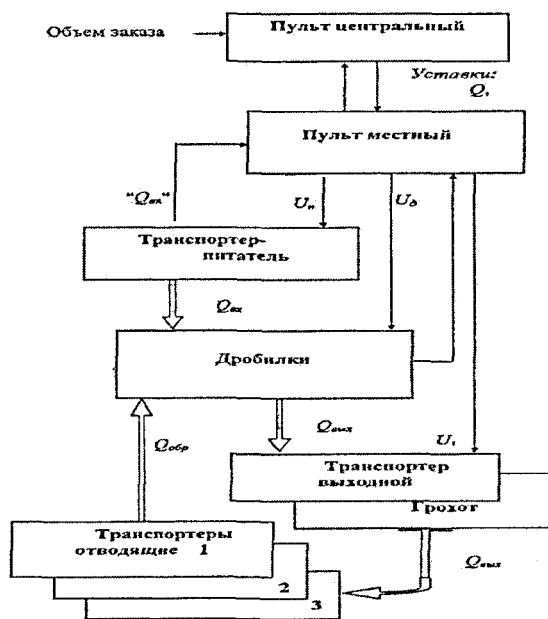 Пульт центральный
Объем заказа
Уставки:
Пульт местный
"Qвх"
Uп
Uд
Транспортер-
питатель
Qвх
Дробилки
Qвых
Qобр
Транспортер
выходной
Грохот
Транспортеры
отводящие 1
Qвых
2
3